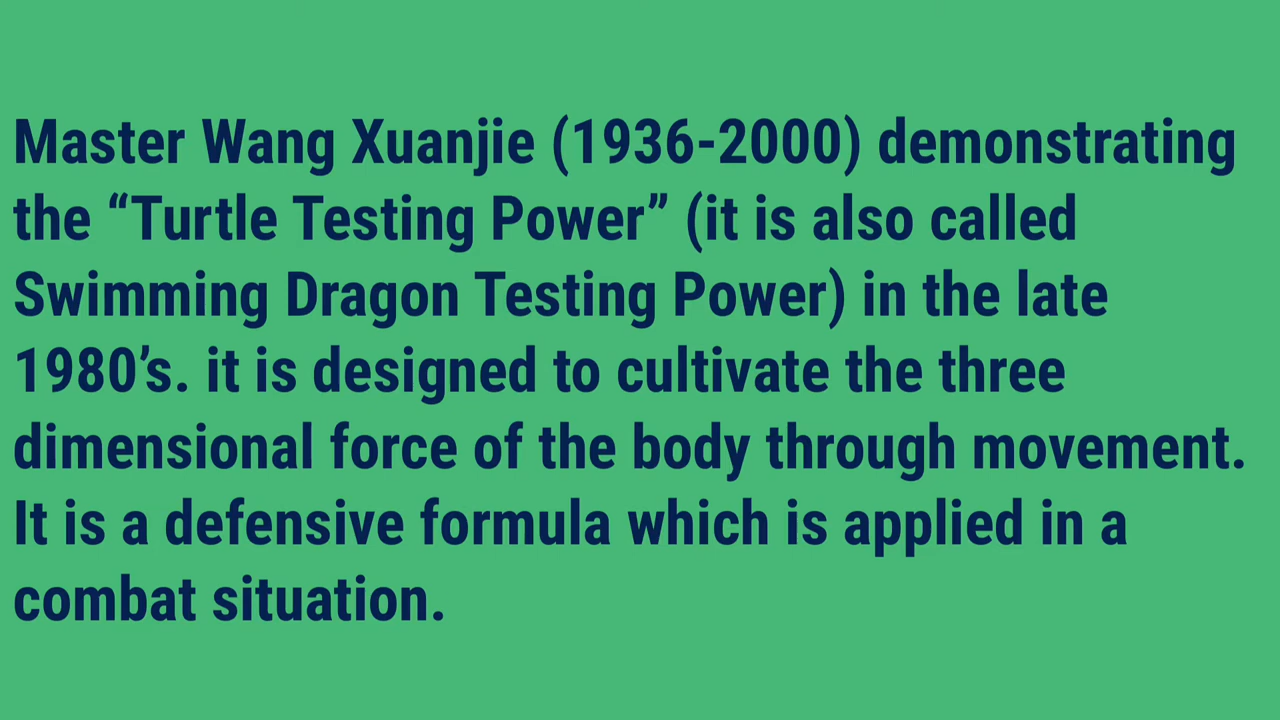 Master Wang Xuanjie (1936-2000) demonstrating
the “Turtle Testing Power” (it is also called
Swimming Dragon Testing Power) in the late
1980’s. it is designed to cultivate the three
dimensional force of the body through movement.
It is a defensive formula which is applied in a
combat situation.